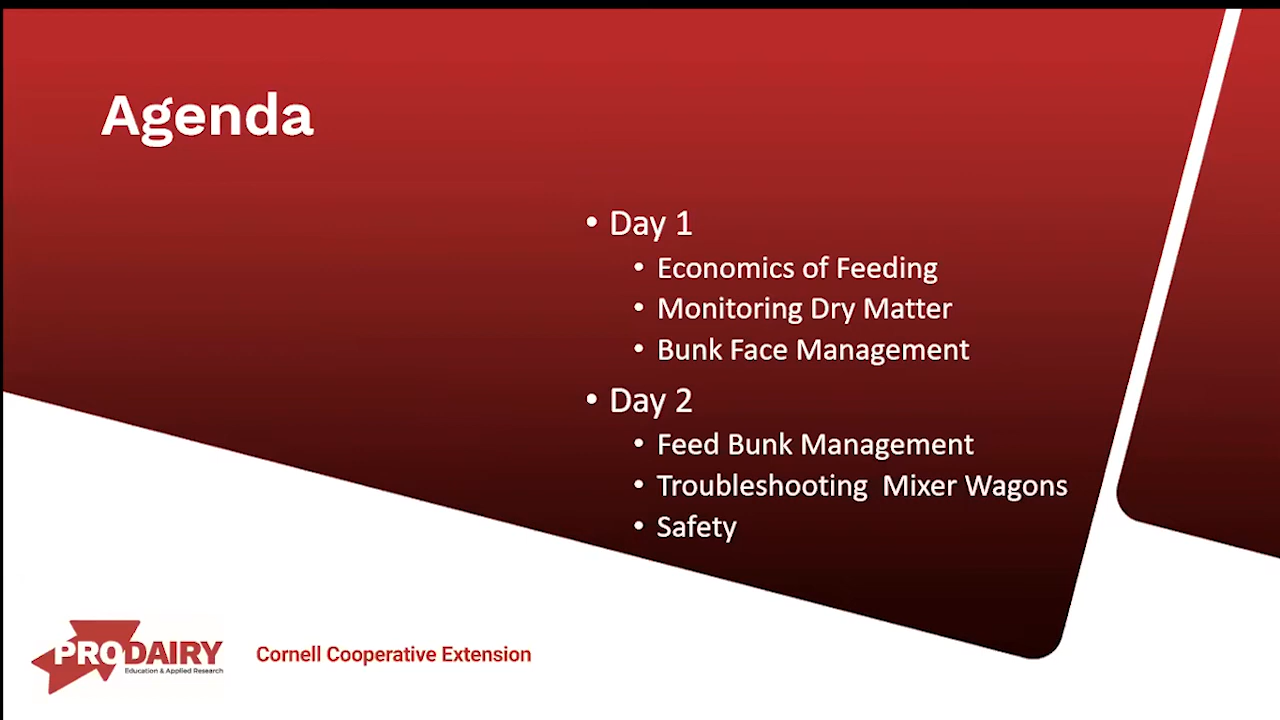 Agenda
• Day 1
• Economics of Feeding
• Monitoring Dry Matter
• Bunk Face Management
• Day 2
• Feed Bunk Management
• Troubleshooting  Mixer Wagons
• Safety
PRODAIRY
Education & Applied Research
Cornell Cooperative Extension